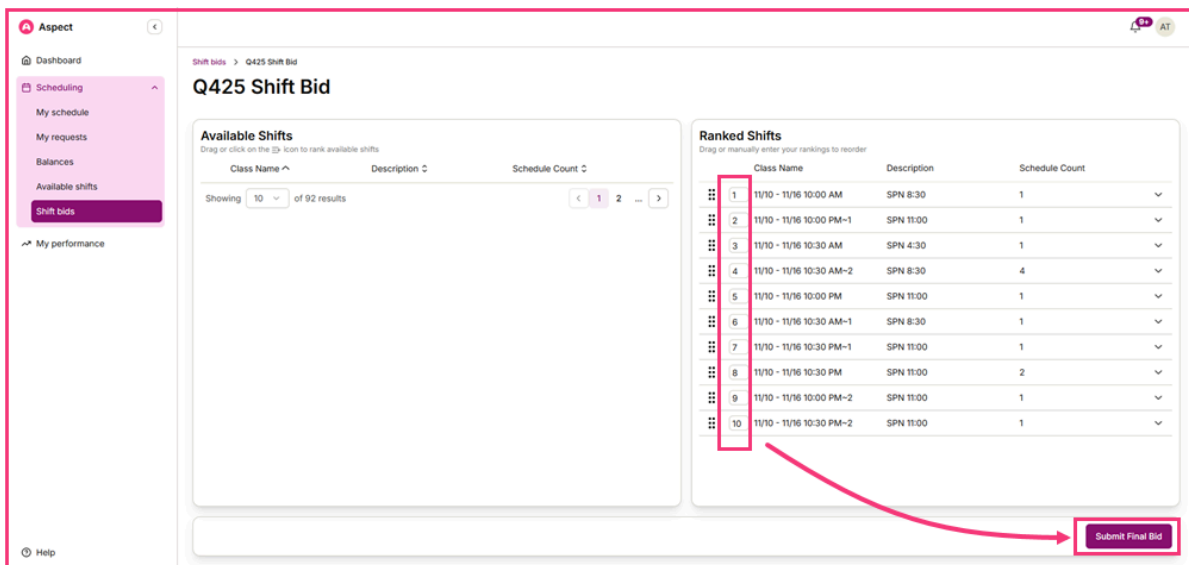 Aspect
9+
AT
Dashboard
Scheduling
My schedule
My requests
Balances
Available shifts
Shift bids
My performance
Help
Shift bids > Q425 Shift Bid
Q425 Shift Bid
Available Shifts
Drag or click on the icon to rank available shifts
Class Name Description Schedule Count
Showing 10 of 92 results
1 2 ...
Ranked Shifts
Drag or manually enter your rankings to reorder
Class Name Description Schedule Count
1 11/10 - 11/16 10:00 AM SPN 8:30 1
2 11/10 - 11/16 10:00 PM~1 SPN 11:00 1
3 11/10 - 11/16 10:30 AM SPN 4:30 1
4 11/10 - 11/16 10:30 AM~2 SPN 8:30 4
5 11/10 - 11/16 10:00 PM SPN 11:00 1
6 11/10 - 11/16 10:30 AM~1 SPN 8:30 1
7 11/10 - 11/16 10:30 PM~1 SPN 11:00 1
8 11/10 - 11/16 10:30 PM SPN 11:00 2
9 11/10 - 11/16 10:00 PM~2 SPN 11:00 1
10 11/10 - 11/16 10:30 PM~2 SPN 11:00 1
Submit Final Bid